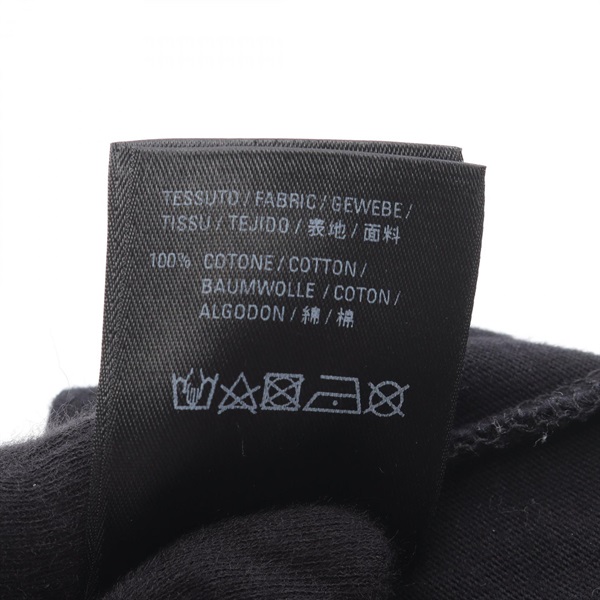 TESSUTO / FABRIC / GEWEBE /
TISSU / TEJIDO / 表地 / 面料
100% COTONE / COTTON /
BAUMWOLLE / COTON /
ALGODON / 綿 / 棉